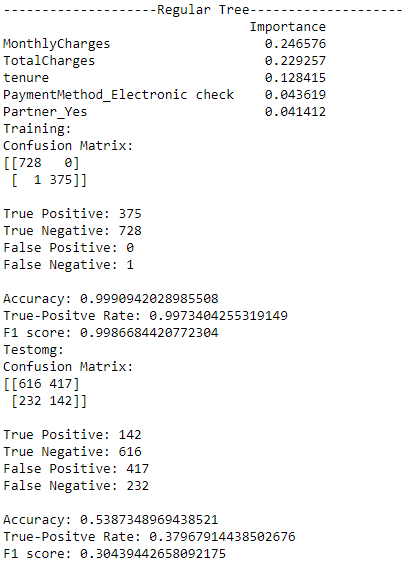 --------------------Regular Tree--------------------
Importance
MonthlyCharges 0.246576
TotalCharges 0.229257
tenure 0.128415
PaymentMethod_Electronic check 0.043619
Partner_Yes 0.041412
Training:
Confusion Matrix:
[[728   0]
 [  1 375]]
True Positive: 375
True Negative: 728
False Positive: 0
False Negative: 1
Accuracy: 0.9990942028985508
True-Positve Rate: 0.9973404255319149
F1 score: 0.9986684420772304
Testomg:
Confusion Matrix:
[[616 417]
 [232 142]]
True Positive: 142
True Negative: 616
False Positive: 417
False Negative: 232
Accuracy: 0.5387348969438521
True-Positve Rate: 0.37967914438502676
F1 score: 0.30439442658092175